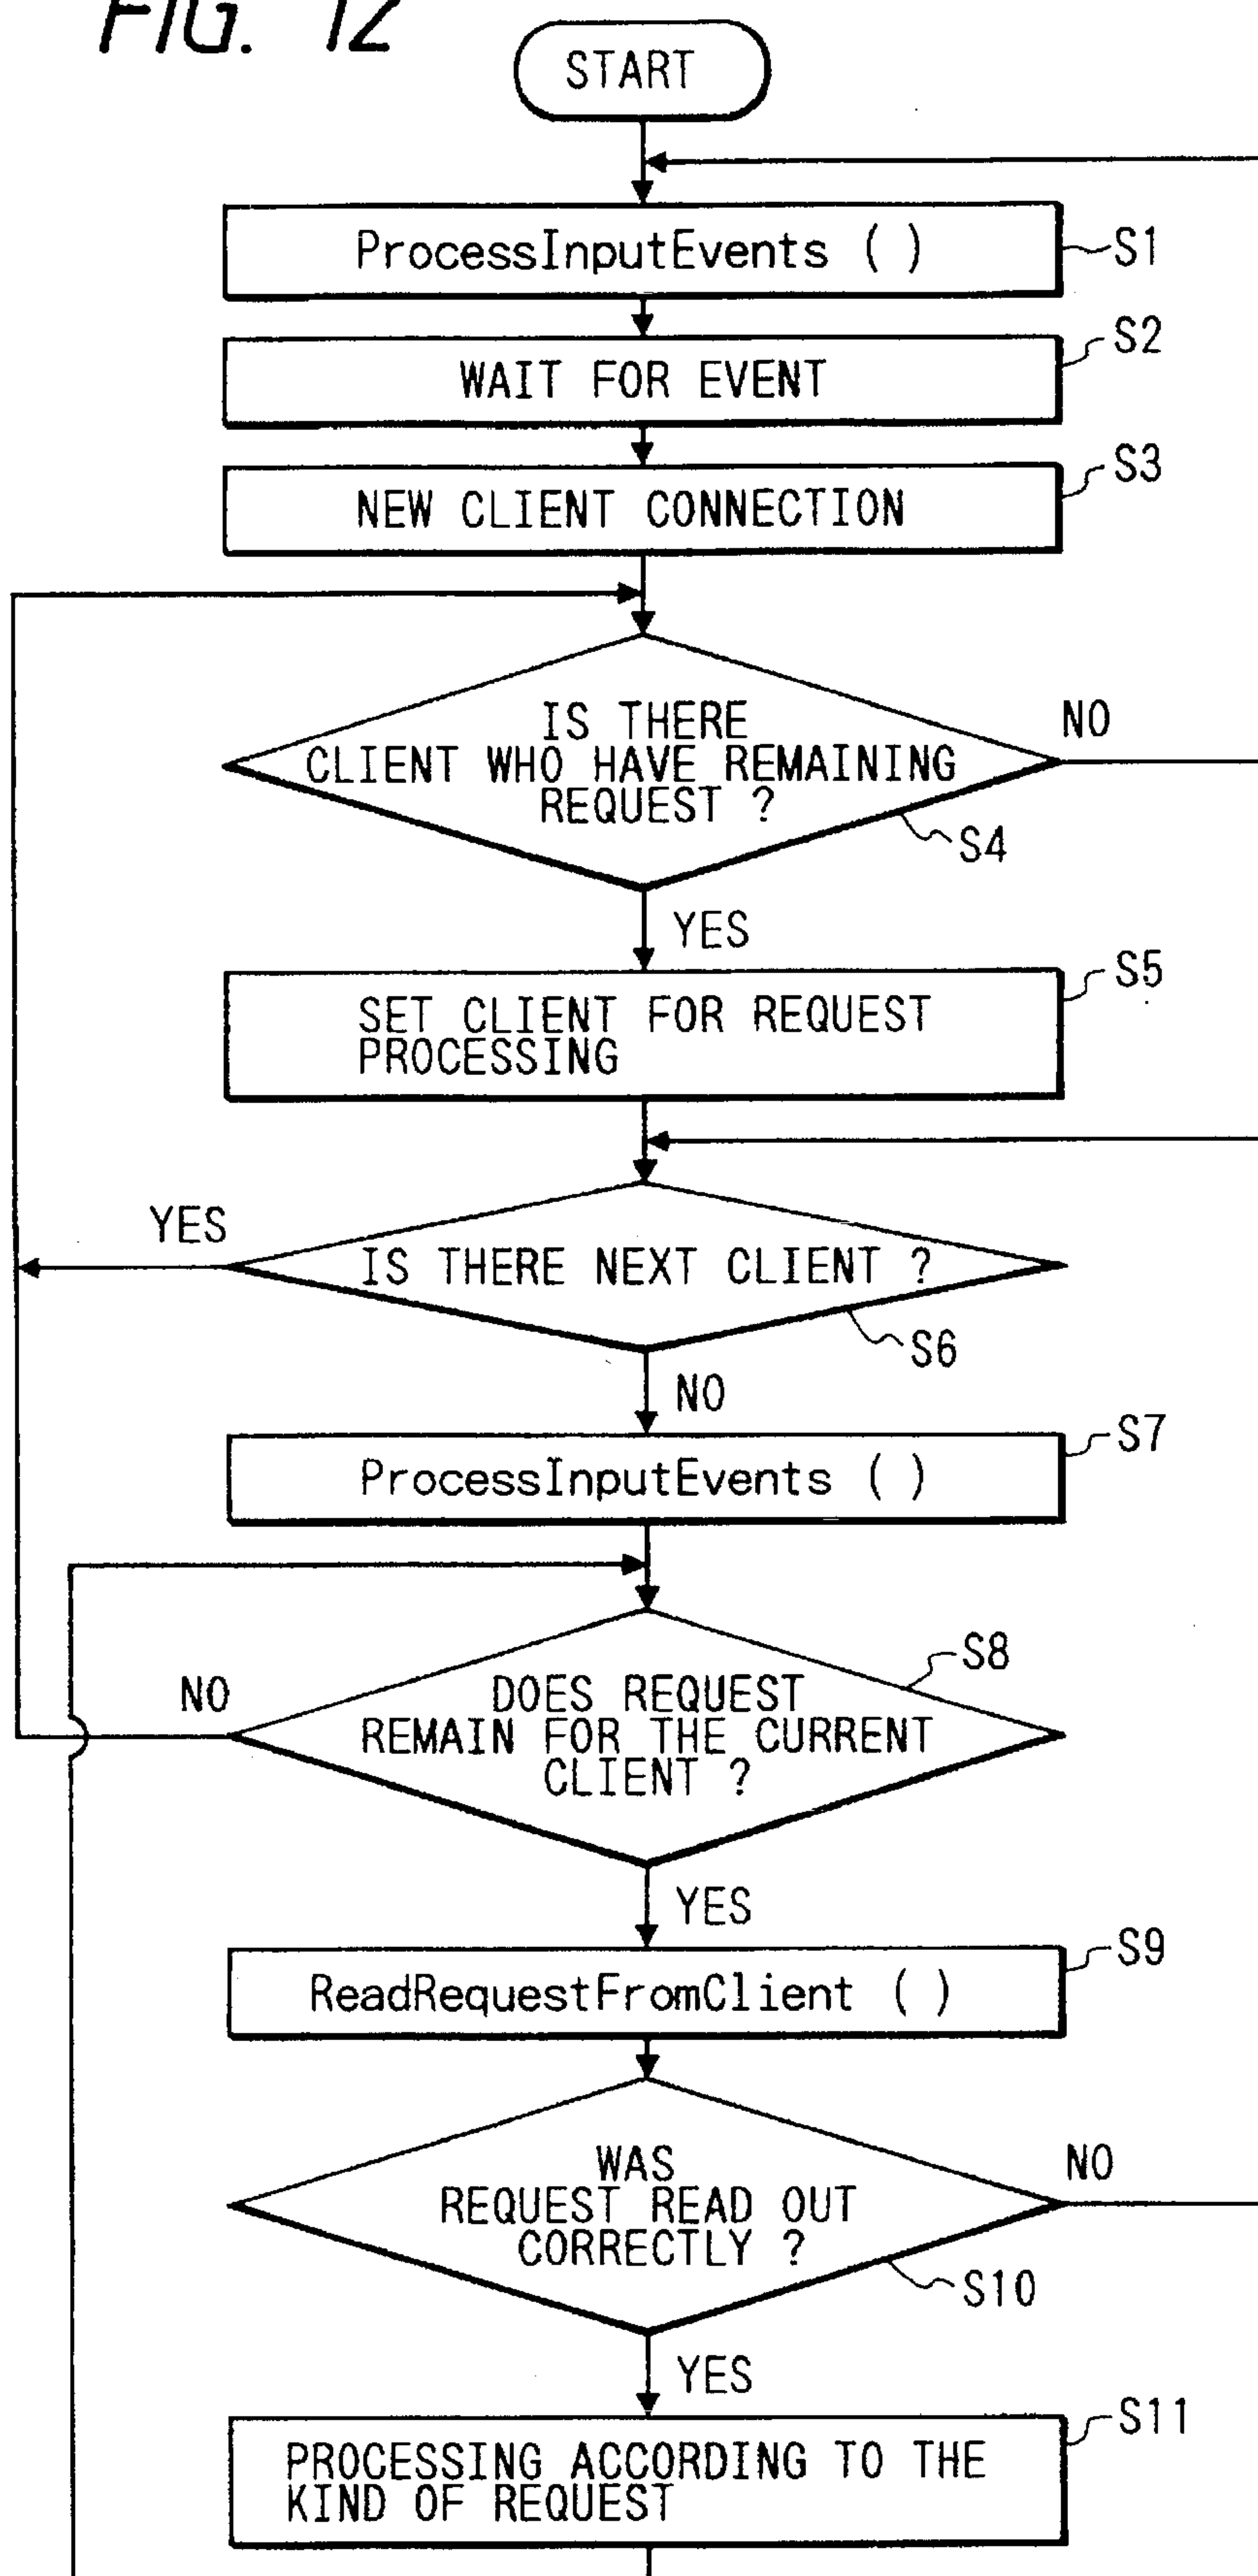 FIG. 12
START
ProcessInputEvents ( )
S1
WAIT FOR EVENT
S2
NEW CLIENT CONNECTION
S3
IS THERE
CLIENT WHO HAVE REMAINING
REQUEST ?
NO
S4
YES
SET CLIENT FOR REQUEST
PROCESSING
S5
YES
IS THERE NEXT CLIENT ?
S6
NO
ProcessInputEvents ( )
S7
NO
DOES REQUEST
REMAIN FOR THE CURRENT
CLIENT ?
S8
YES
ReadRequestFromClient ( )
S9
WAS
REQUEST READ OUT
CORRECTLY ?
NO
S10
YES
PROCESSING ACCORDING TO THE
KIND OF REQUEST
S11